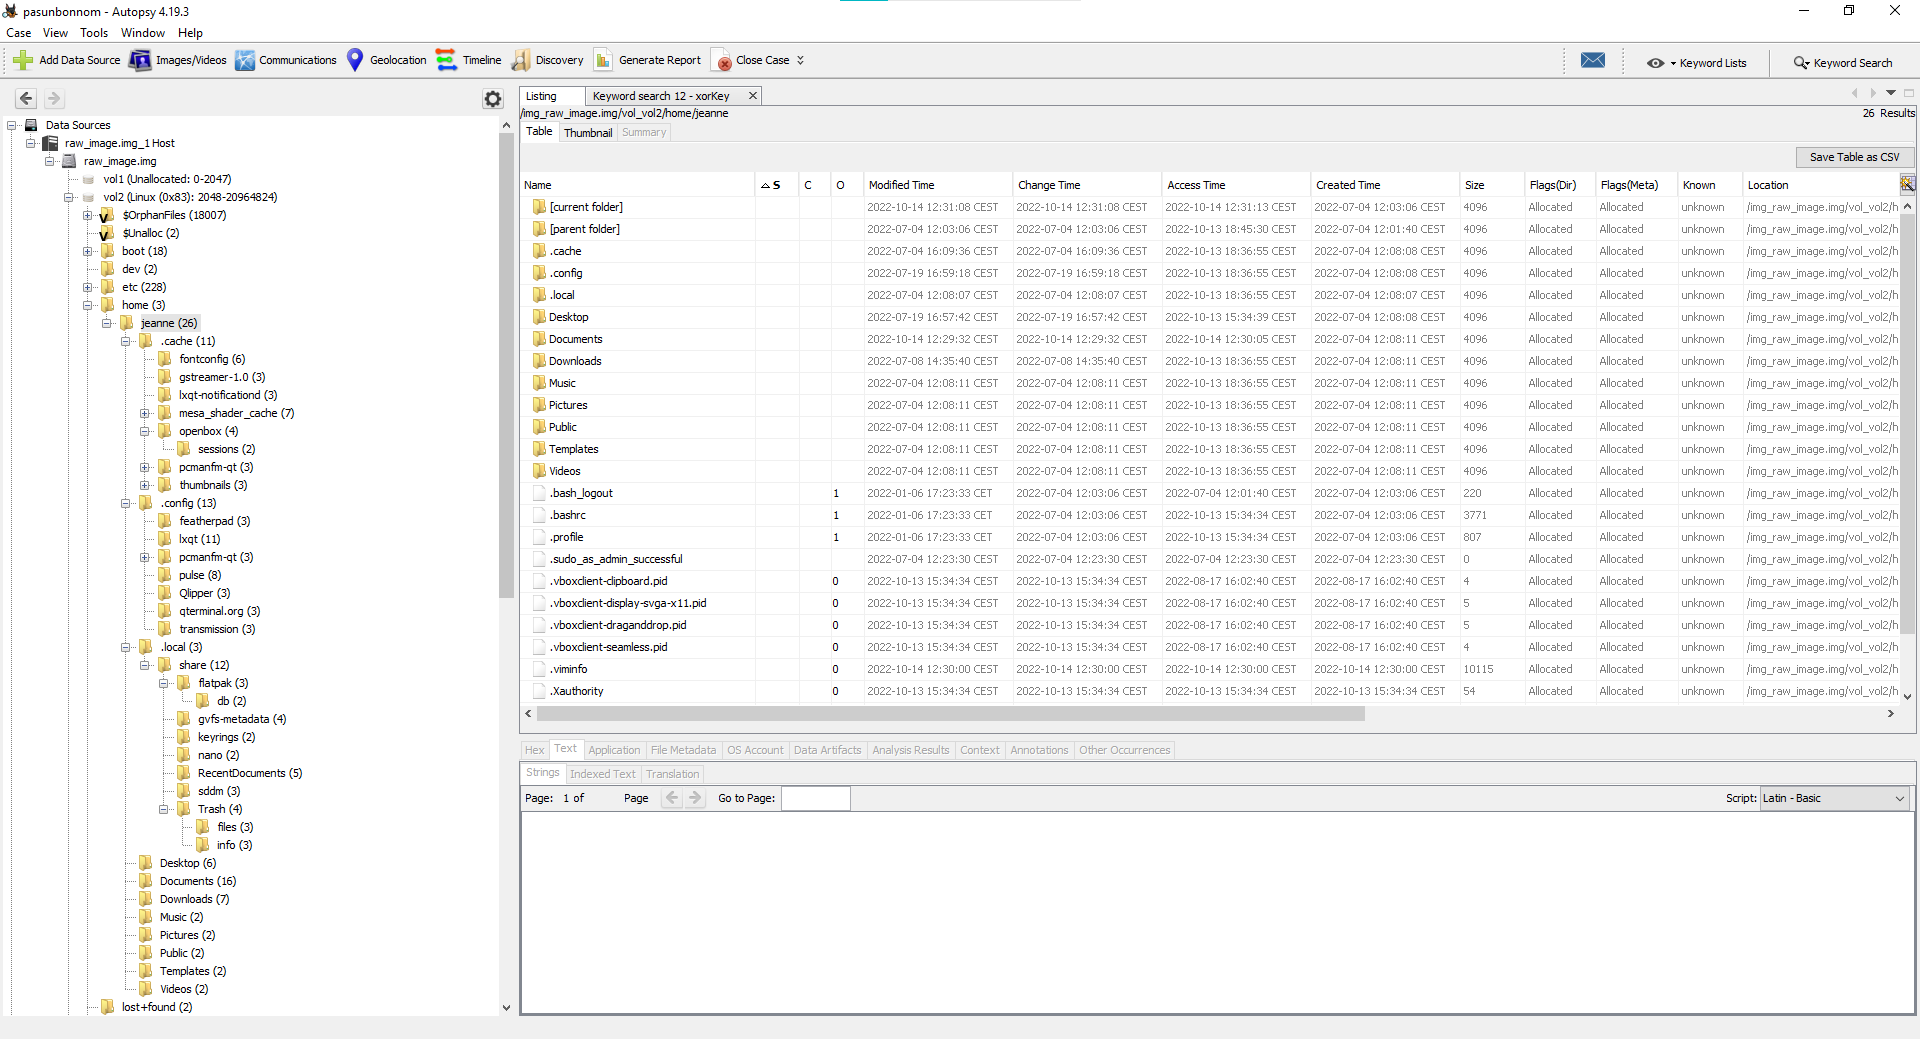 pasunbonnom - Autopsy 4.19.3
Case View Tools Window Help
Add Data Source Images/Videos Communications Geolocation Timeline Discovery Generate Report Close Case Keyword Lists Keyword Search
Data Sources
raw_image.img_1 Host
raw_image.img
vol1 (Unallocated: 0-2047)
vol2 (Linux (0x83): 2048-20964824)
$OrphanFiles (18007)
$Unalloc (2)
boot (18)
dev (2)
etc (228)
home (3)
jeanne (26)
.cache (11)
fontconfig (6)
gstreamer-1.0 (3)
lxqt-notificationd (3)
mesa_shader_cache (7)
openbox (4)
sessions (2)
pcmanfm-qt (3)
thumbnails (3)
.config (13)
featherpad (3)
lxqt (11)
pcmanfm-qt (3)
pulse (8)
Qlipper (3)
qterminal.org (3)
transmission (3)
.local (3)
share (12)
flatpak (3)
db (2)
gvfs-metadata (4)
keyrings (2)
nano (2)
RecentDocuments (5)
sddm (3)
Trash (4)
files (3)
info (3)
Desktop (6)
Documents (16)
Downloads (7)
Music (2)
Pictures (2)
Public (2)
Templates (2)
Videos (2)
lost+found (2)
Listing Keyword search 12 - xorKey
/img_raw_image.img/vol_vol2/home/jeanne
26 Results
Table Thumbnail Summary
Save Table as CSV
Name S C O Modified Time Change Time Access Time Created Time Size Flags(Dir) Flags(Meta) Known Location
[current folder] 2022-10-14 12:31:08 CEST 2022-10-14 12:31:08 CEST 2022-10-14 12:31:13 CEST 2022-07-04 12:03:06 CEST 4096 Allocated Allocated unknown /img_raw_image.img/vol_vol2/h
[parent folder] 2022-07-04 12:03:06 CEST 2022-07-04 12:03:06 CEST 2022-10-13 18:45:30 CEST 2022-07-04 12:01:40 CEST 4096 Allocated Allocated unknown /img_raw_image.img/vol_vol2/h
.cache 2022-07-04 16:09:36 CEST 2022-07-04 16:09:36 CEST 2022-10-13 18:36:55 CEST 2022-07-04 12:08:08 CEST 4096 Allocated Allocated unknown /img_raw_image.img/vol_vol2/h
.config 2022-07-19 16:59:18 CEST 2022-07-19 16:59:18 CEST 2022-10-13 18:36:55 CEST 2022-07-04 12:08:08 CEST 4096 Allocated Allocated unknown /img_raw_image.img/vol_vol2/h
.local 2022-07-04 12:08:07 CEST 2022-07-04 12:08:07 CEST 2022-10-13 18:36:55 CEST 2022-07-04 12:08:07 CEST 4096 Allocated Allocated unknown /img_raw_image.img/vol_vol2/h
Desktop 2022-07-19 16:57:42 CEST 2022-07-19 16:57:42 CEST 2022-10-13 15:34:39 CEST 2022-07-04 12:08:08 CEST 4096 Allocated Allocated unknown /img_raw_image.img/vol_vol2/h
Documents 2022-10-14 12:29:32 CEST 2022-10-14 12:29:32 CEST 2022-10-14 12:30:05 CEST 2022-07-04 12:08:11 CEST 4096 Allocated Allocated unknown /img_raw_image.img/vol_vol2/h
Downloads 2022-07-08 14:35:40 CEST 2022-07-08 14:35:40 CEST 2022-10-13 18:36:55 CEST 2022-07-04 12:08:11 CEST 4096 Allocated Allocated unknown /img_raw_image.img/vol_vol2/h
Music 2022-07-04 12:08:11 CEST 2022-07-04 12:08:11 CEST 2022-10-13 18:36:55 CEST 2022-07-04 12:08:11 CEST 4096 Allocated Allocated unknown /img_raw_image.img/vol_vol2/h
Pictures 2022-07-04 12:08:11 CEST 2022-07-04 12:08:11 CEST 2022-10-13 18:36:55 CEST 2022-07-04 12:08:11 CEST 4096 Allocated Allocated unknown /img_raw_image.img/vol_vol2/h
Public 2022-07-04 12:08:11 CEST 2022-07-04 12:08:11 CEST 2022-10-13 18:36:55 CEST 2022-07-04 12:08:11 CEST 4096 Allocated Allocated unknown /img_raw_image.img/vol_vol2/h
Templates 2022-07-04 12:08:11 CEST 2022-07-04 12:08:11 CEST 2022-10-13 18:36:55 CEST 2022-07-04 12:08:11 CEST 4096 Allocated Allocated unknown /img_raw_image.img/vol_vol2/h
Videos 2022-07-04 12:08:11 CEST 2022-07-04 12:08:11 CEST 2022-10-13 18:36:55 CEST 2022-07-04 12:08:11 CEST 4096 Allocated Allocated unknown /img_raw_image.img/vol_vol2/h
.bash_logout 1 2022-01-06 17:23:33 CET 2022-07-04 12:03:06 CEST 2022-07-04 12:01:40 CEST 2022-07-04 12:03:06 CEST 220 Allocated Allocated unknown /img_raw_image.img/vol_vol2/h
.bashrc 1 2022-01-06 17:23:33 CET 2022-07-04 12:03:06 CEST 2022-10-13 15:34:34 CEST 2022-07-04 12:03:06 CEST 3771 Allocated Allocated unknown /img_raw_image.img/vol_vol2/h
.profile 1 2022-01-06 17:23:33 CET 2022-07-04 12:03:06 CEST 2022-10-13 15:34:34 CEST 2022-07-04 12:03:06 CEST 807 Allocated Allocated unknown /img_raw_image.img/vol_vol2/h
.sudo_as_admin_successful 2022-07-04 12:23:30 CEST 2022-07-04 12:23:30 CEST 2022-07-04 12:23:30 CEST 2022-07-04 12:23:30 CEST 0 Allocated Allocated unknown /img_raw_image.img/vol_vol2/h
.vboxclient-clipboard.pid 0 2022-10-13 15:34:34 CEST 2022-10-13 15:34:34 CEST 2022-08-17 16:02:40 CEST 2022-08-17 16:02:40 CEST 4 Allocated Allocated unknown /img_raw_image.img/vol_vol2/h
.vboxclient-display-svga-x11.pid 0 2022-10-13 15:34:34 CEST 2022-10-13 15:34:34 CEST 2022-08-17 16:02:40 CEST 2022-08-17 16:02:40 CEST 5 Allocated Allocated unknown /img_raw_image.img/vol_vol2/h
.vboxclient-draganddrop.pid 0 2022-10-13 15:34:34 CEST 2022-10-13 15:34:34 CEST 2022-08-17 16:02:40 CEST 2022-08-17 16:02:40 CEST 5 Allocated Allocated unknown /img_raw_image.img/vol_vol2/h
.vboxclient-seamless.pid 0 2022-10-13 15:34:34 CEST 2022-10-13 15:34:34 CEST 2022-08-17 16:02:40 CEST 2022-08-17 16:02:40 CEST 4 Allocated Allocated unknown /img_raw_image.img/vol_vol2/h
.viminfo 0 2022-10-14 12:30:00 CEST 2022-10-14 12:30:00 CEST 2022-10-14 12:30:00 CEST 2022-10-14 12:30:00 CEST 10115 Allocated Allocated unknown /img_raw_image.img/vol_vol2/h
.Xauthority 0 2022-10-13 15:34:34 CEST 2022-10-13 15:34:34 CEST 2022-10-13 15:34:34 CEST 2022-10-13 15:34:34 CEST 54 Allocated Allocated unknown /img_raw_image.img/vol_vol2/h
Hex Text Application File Metadata OS Account Data Artifacts Analysis Results Context Annotations Other Occurrences
Strings Indexed Text Translation
Page: 1 of Page Go to Page: Script: Latin - Basic